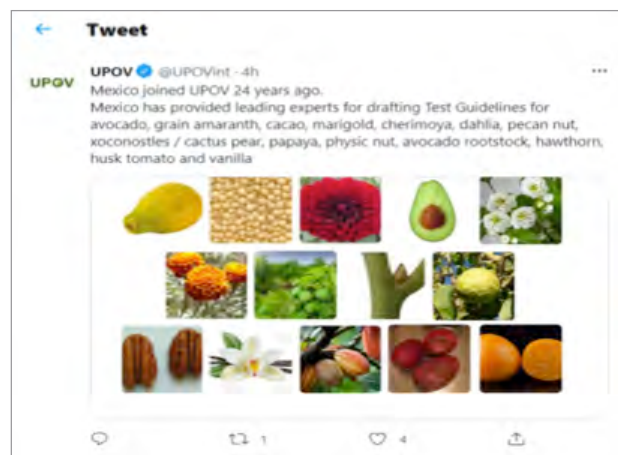 Tweet
UPOV
UPOV @UPOVint · 4h
Mexico joined UPOV 24 years ago.
Mexico has provided leading experts for drafting Test Guidelines for
avocado, grain amaranth, cacao, marigold, cherimoya, dahlia, pecan nut,
xoconostles / cactus pear, papaya, physic nut, avocado rootstock, hawthorn,
husk tomato and vanilla
1
4